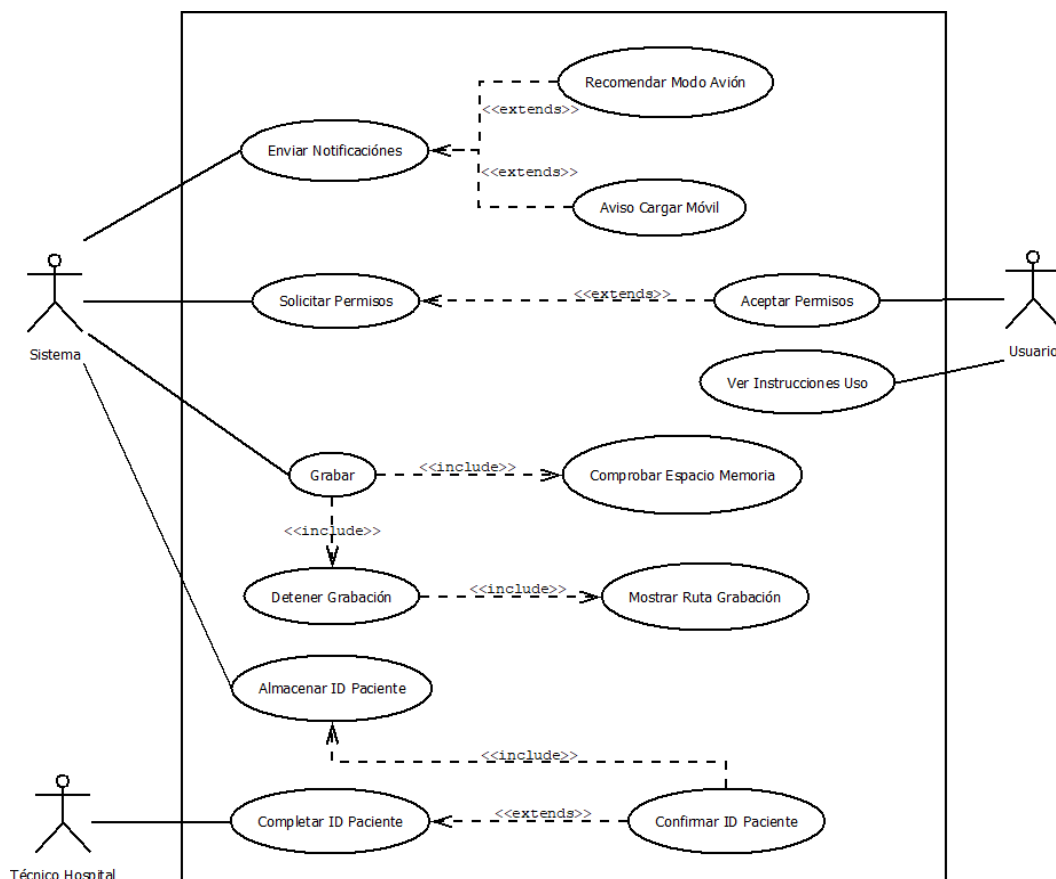 Recomendar Modo Avión
<<extends>>
Enviar Notificaciónes
<<extends>>
Aviso Cargar Móvil
Sistema
Solicitar Permisos
<<extends>>
Aceptar Permisos
Usuario
Ver Instrucciones Uso
Grabar
<<include>>
Comprobar Espacio Memoria
<<include>>
Detener Grabación
<<include>>
Mostrar Ruta Grabación
Almacenar ID Paciente
<<include>>
Completar ID Paciente
<<extends>>
Confirmar ID Paciente
Técnico Hospital